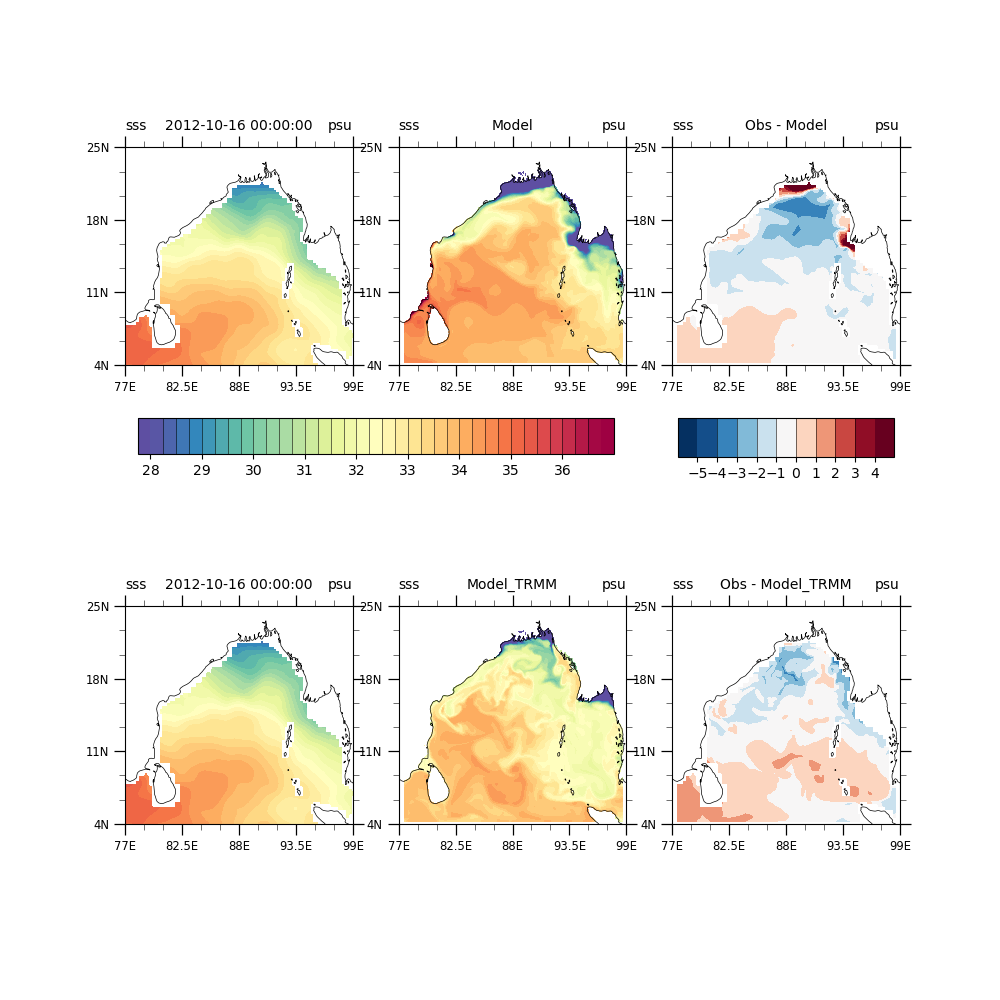 sss 2012-10-16 00:00:00 psu sss Model psu sss Obs - Model psu
25N 25N 25N
18N 18N 18N
11N 11N 11N
4N 4N 4N
77E 82.5E 88E 93.5E 99E 77E 82.5E 88E 93.5E 99E 77E 82.5E 88E 93.5E 99E
28 29 30 31 32 33 34 35 36 −5 −4 −3 −2 −1 0 1 2 3 4
sss 2012-10-16 00:00:00 psu sss Model_TRMM psu sss Obs - Model_TRMM psu
25N 25N 25N
18N 18N 18N
11N 11N 11N
4N 4N 4N
77E 82.5E 88E 93.5E 99E 77E 82.5E 88E 93.5E 99E 77E 82.5E 88E 93.5E 99E